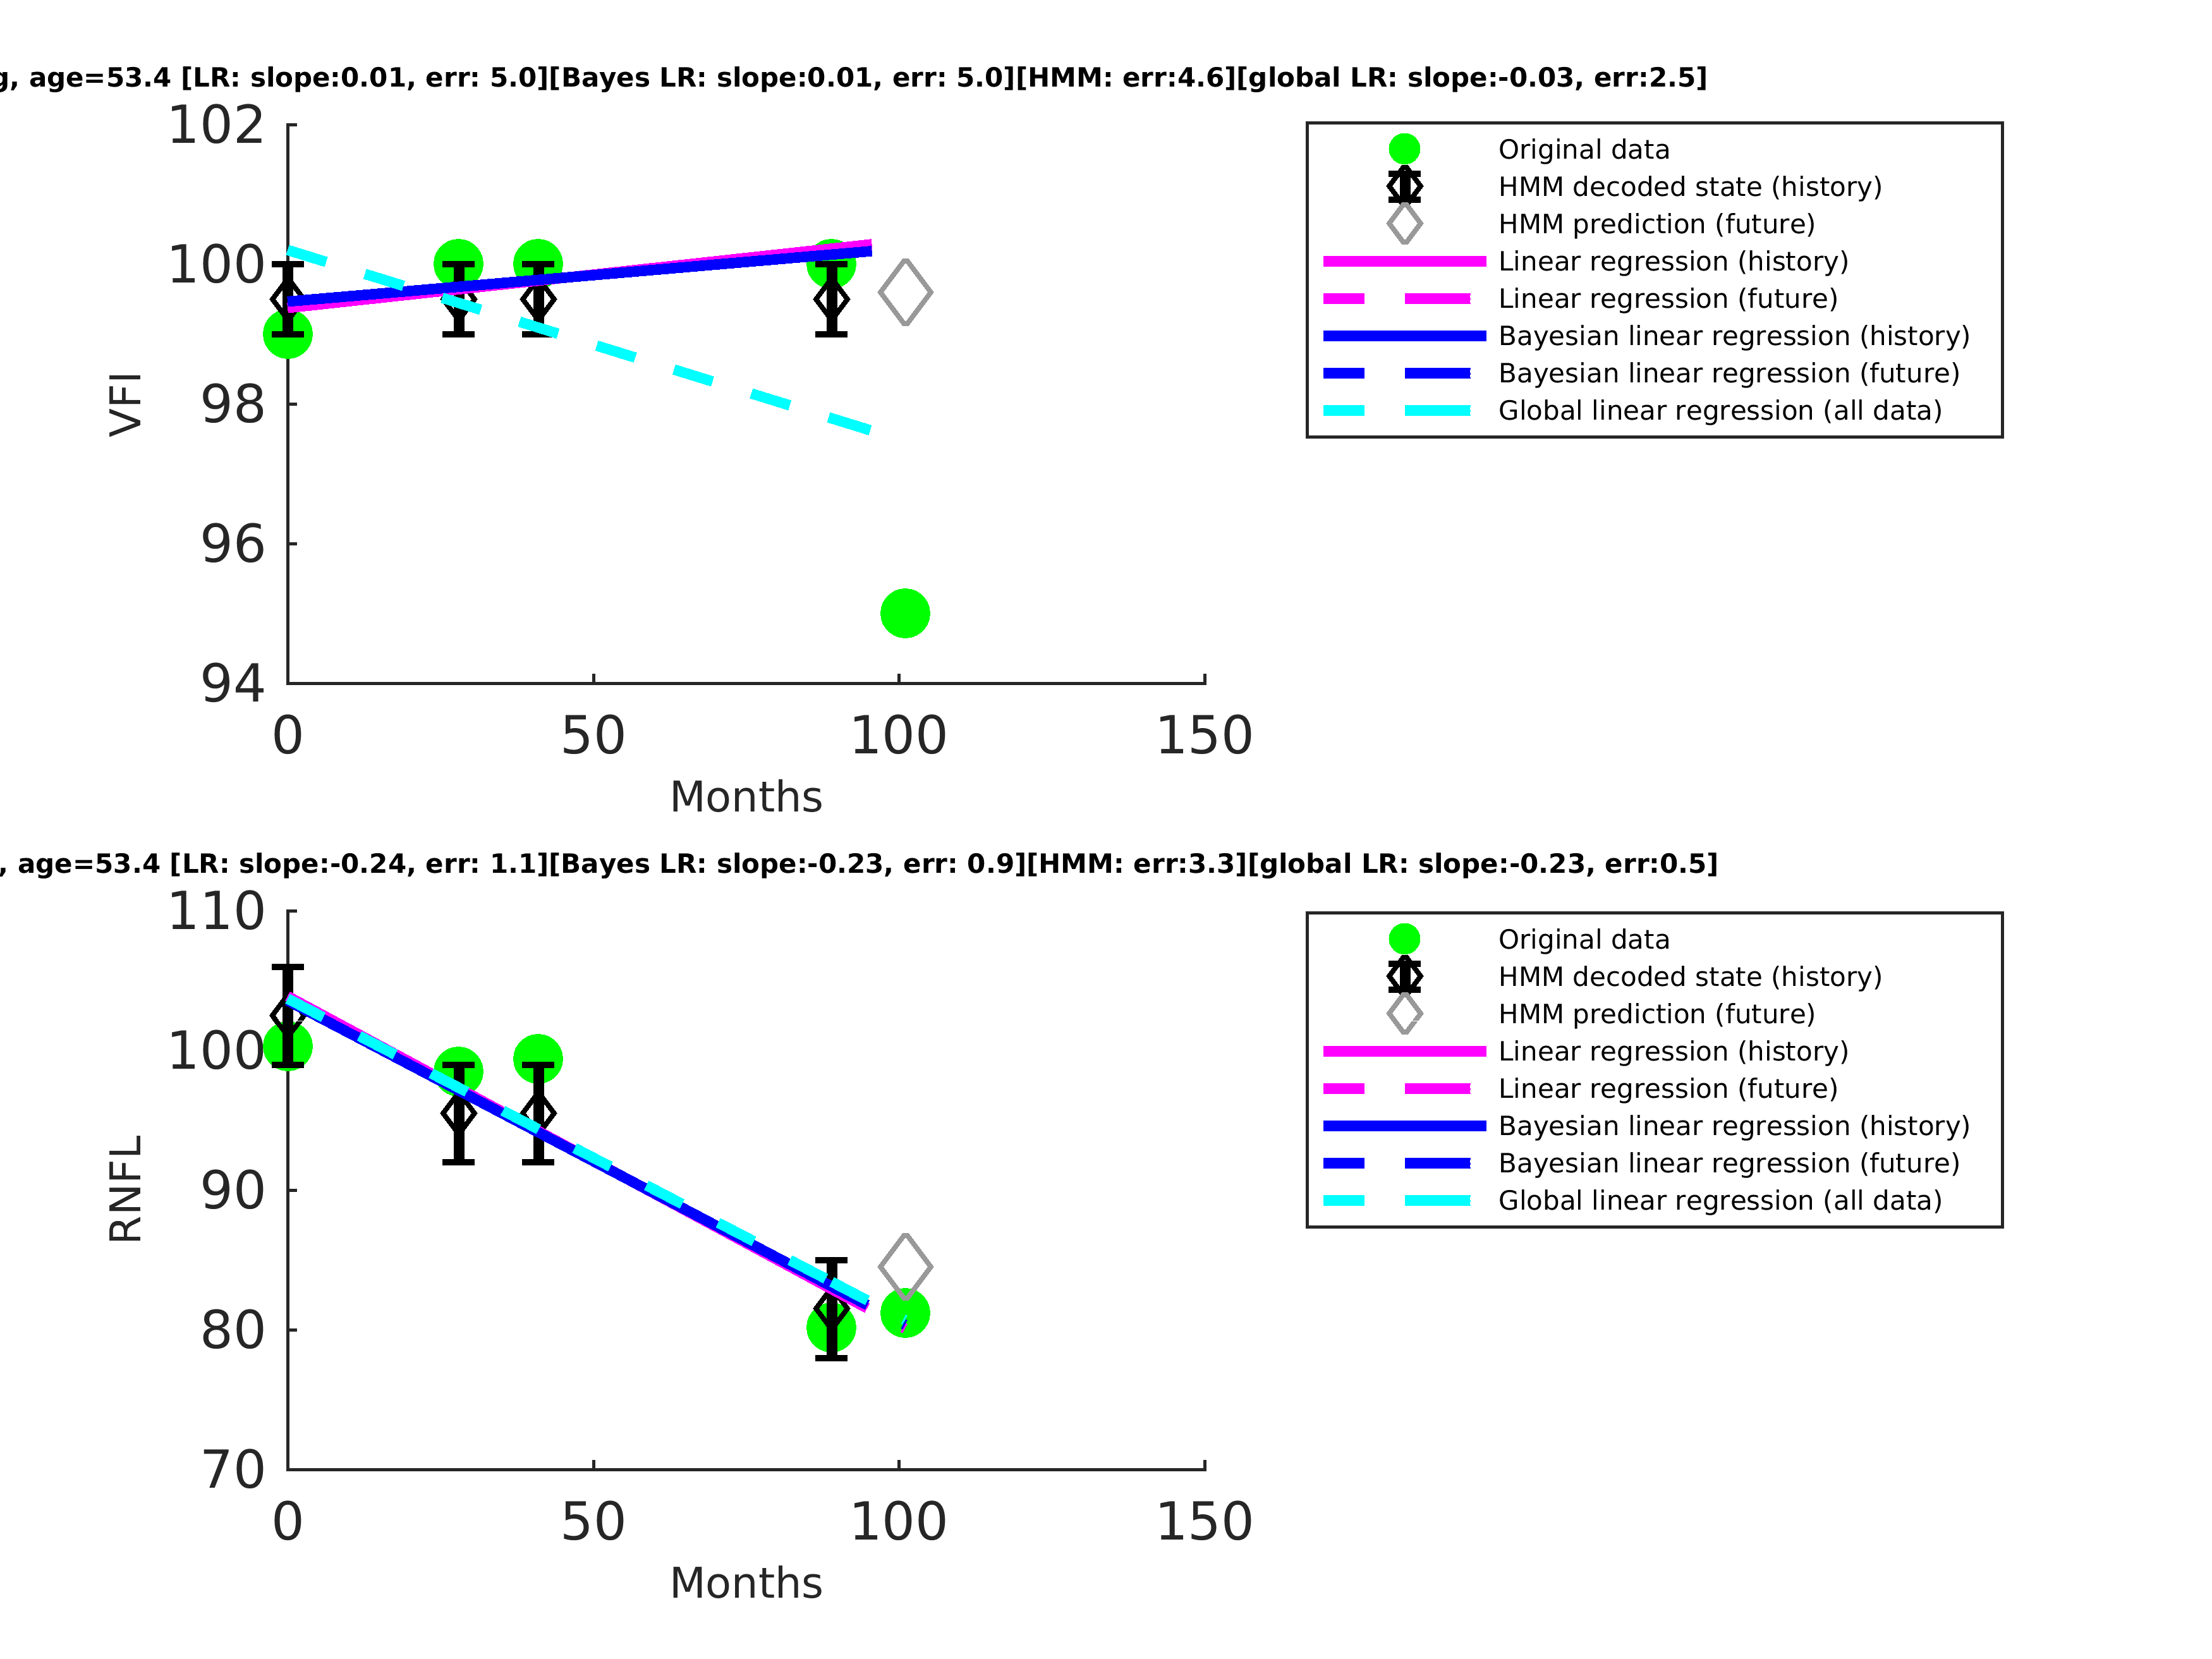 , age=53.4 [LR: slope:0.01, err: 5.0][Bayes LR: slope:0.01, err: 5.0][HMM: err:4.6][global LR: slope:-0.03, err:2.5]
102
100
98
96
94
VFI
0 50 100 150
Months
Original data
HMM decoded state (history)
HMM prediction (future)
Linear regression (history)
Linear regression (future)
Bayesian linear regression (history)
Bayesian linear regression (future)
Global linear regression (all data)
, age=53.4 [LR: slope:-0.24, err: 1.1][Bayes LR: slope:-0.23, err: 0.9][HMM: err:3.3][global LR: slope:-0.23, err:0.5]
110
100
90
80
70
RNFL
0 50 100 150
Months
Original data
HMM decoded state (history)
HMM prediction (future)
Linear regression (history)
Linear regression (future)
Bayesian linear regression (history)
Bayesian linear regression (future)
Global linear regression (all data)